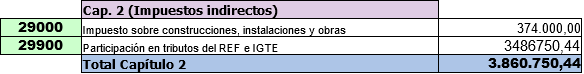 Cap. 2 (Impuestos indirectos)
29000 Impuesto sobre construcciones, instalaciones y obras 374.000,00
29900 Participación en tributos del REF e IGTE 3486750,44
Total Capítulo 2 3.860.750,44